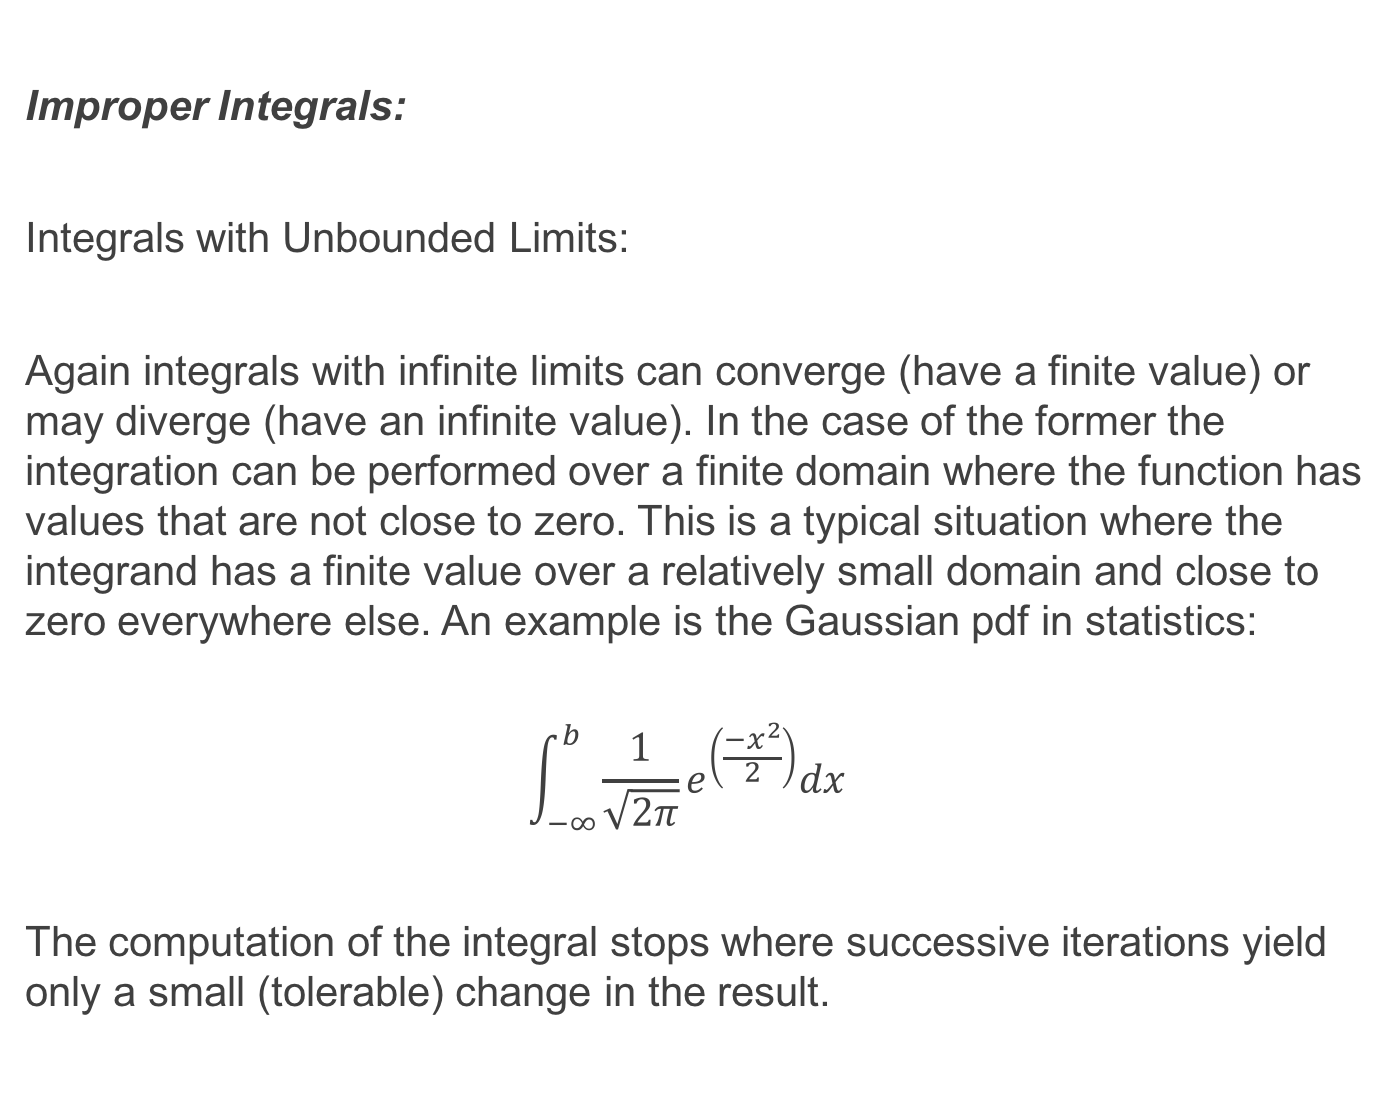 Improper Integrals:
Integrals with Unbounded Limits:
Again integrals with infinite limits can converge (have a finite value) or
may diverge (have an infinite value). In the case of the former the
integration can be performed over a finite domain where the function has
values that are not close to zero. This is a typical situation where the
integrand has a finite value over a relatively small domain and close to
zero everywhere else. An example is the Gaussian pdf in statistics:
∫_{-∞}^{b} \frac{1}{\sqrt{2π}} e^{(\frac{-x^2}{2})} dx
The computation of the integral stops where successive iterations yield
only a small (tolerable) change in the result.